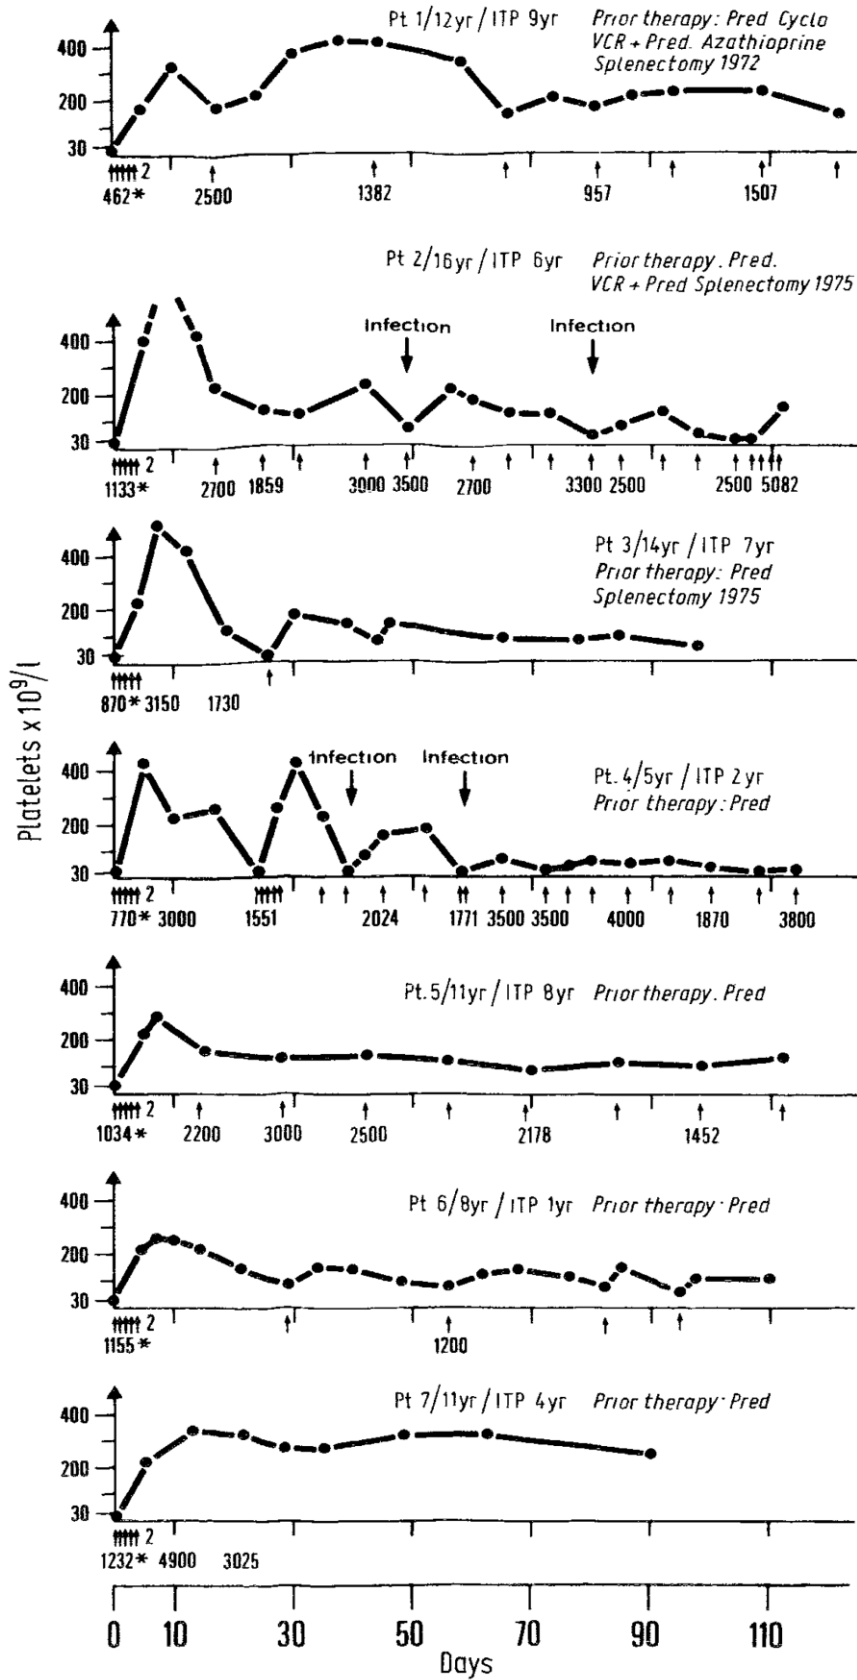 Pt 1/12yr/ITP 9yr Prior therapy: Pred Cyclo
VCR + Pred. Azathioprine
Splenectomy 1972
400
200
30
2
462* 2500 1382 957 1507
Pt 2/16yr/ITP 6yr Prior therapy. Pred.
VCR + Pred Splenectomy 1975
Infection Infection
400
200
30
2
1133* 2700 1859 3900 3500 2700 3300 2500 2500 5082
Pt 3/14yr/ITP 7yr
Prior therapy: Pred
Splenectomy 1975
400
200
30
870* 3150 1730
Platelets x10⁹/l
Infection Infection
Pt. 4/5yr/ITP 2yr
Prior therapy: Pred
400
200
30
2
770* 3000 1551 2024 1771 3500 3500 4000 1870 3800
Pt. 5/11yr/ITP 8yr Prior therapy. Pred
400
200
30
2
1034* 2200 3000 2500 2178 1452
Pt 6/8yr/ITP 1yr Prior therapy: Pred
400
200
30
2
1155* 1200
Pt 7/11yr/ITP 4yr Prior therapy: Pred
400
200
30
2
1232* 4900 3025
0 10 30 50 70 90 110
Days